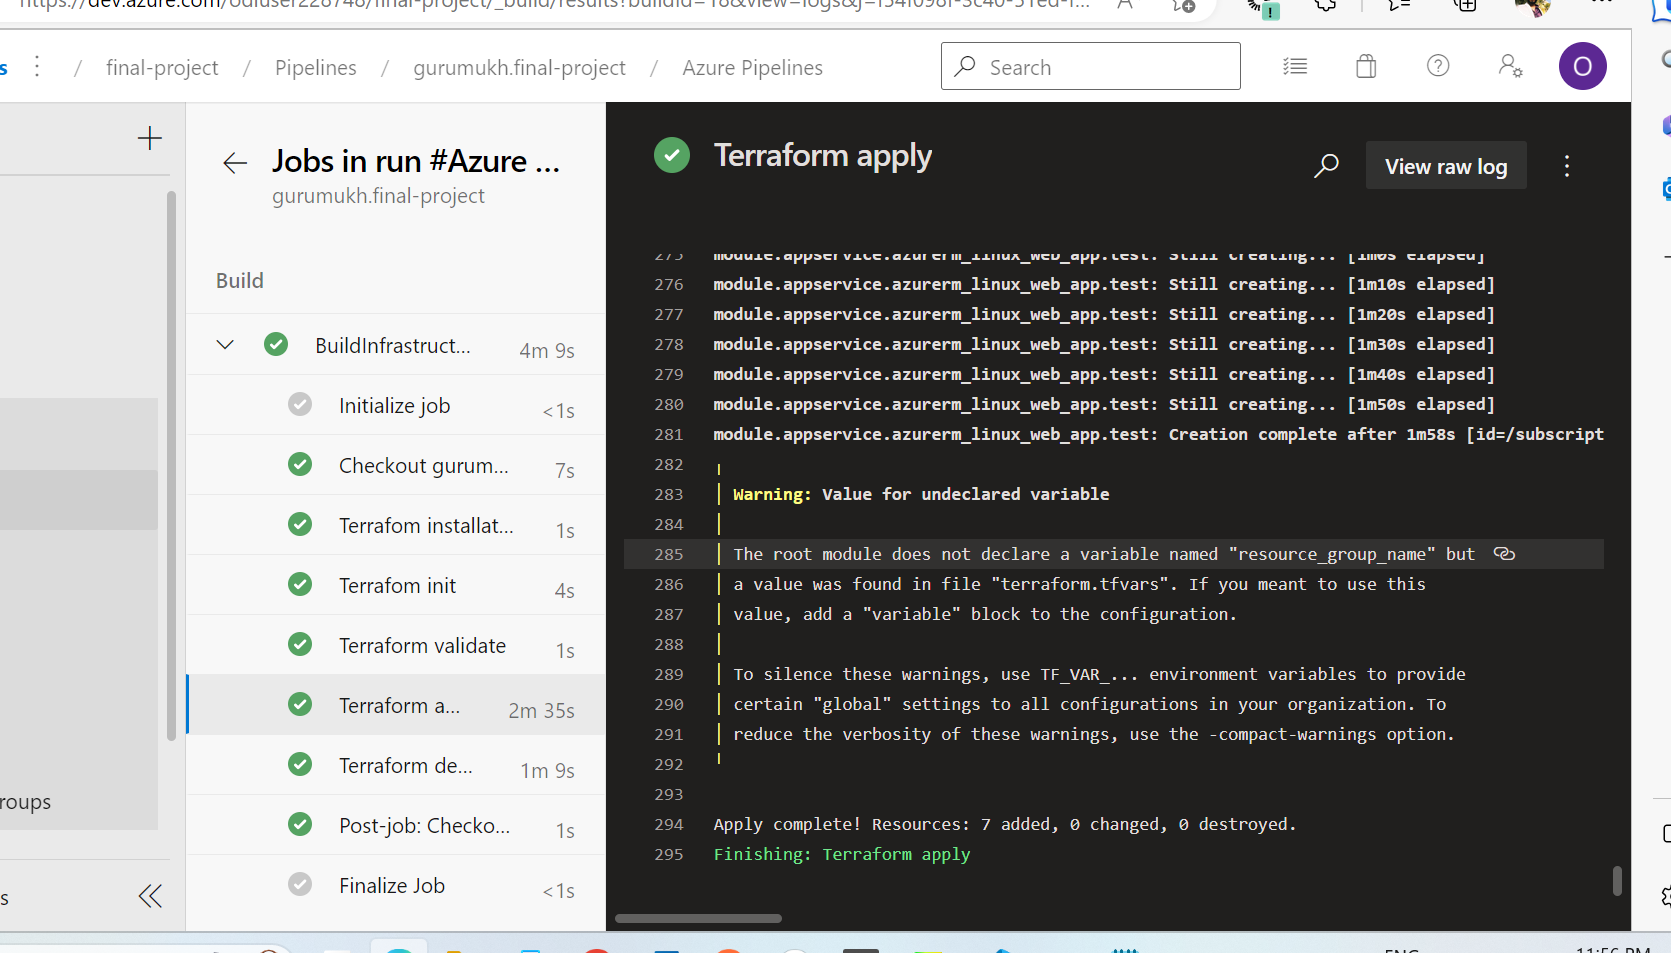 https://dev.azure.com/odluser228748/final-project/_build/results?buildId=18&view=logs&j=
s / final-project / Pipelines / gurumukh.final-project / Azure Pipelines
Search
O
Jobs in run #Azure ...
gurumukh.final-project
Build
BuildInfrastruct... 4m 9s
Initialize job <1s
Checkout gurum... 7s
Terrafom installat... 1s
Terrafom init 4s
Terraform validate 1s
Terraform a... 2m 35s
Terraform de... 1m 9s
Post-job: Checko... 1s
Finalize Job <1s
roups
s
Terraform apply
View raw log
275 module.appservice.azurerm_linux_web_app.test: Still creating... [1m0s elapsed]
276 module.appservice.azurerm_linux_web_app.test: Still creating... [1m10s elapsed]
277 module.appservice.azurerm_linux_web_app.test: Still creating... [1m20s elapsed]
278 module.appservice.azurerm_linux_web_app.test: Still creating... [1m30s elapsed]
279 module.appservice.azurerm_linux_web_app.test: Still creating... [1m40s elapsed]
280 module.appservice.azurerm_linux_web_app.test: Still creating... [1m50s elapsed]
281 module.appservice.azurerm_linux_web_app.test: Creation complete after 1m58s [id=/subscript
282
283 Warning: Value for undeclared variable
284
285 The root module does not declare a variable named "resource_group_name" but
286 a value was found in file "terraform.tfvars". If you meant to use this
287 value, add a "variable" block to the configuration.
288
289 To silence these warnings, use TF_VAR_... environment variables to provide
290 certain "global" settings to all configurations in your organization. To
291 reduce the verbosity of these warnings, use the -compact-warnings option.
292
293
294 Apply complete! Resources: 7 added, 0 changed, 0 destroyed.
295 Finishing: Terraform apply
ENG
11:56 PM